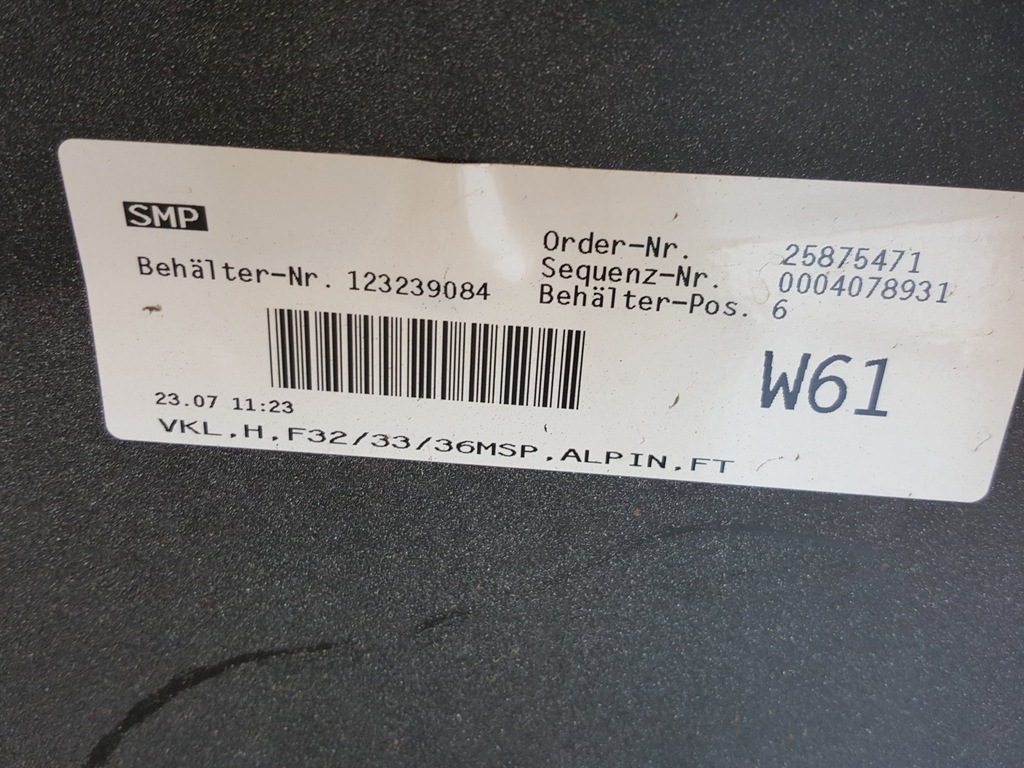 SMP
Behälter-Nr. 123239084
Order-Nr. 25875471
Sequenz-Nr. 0004078931
Behälter-Pos. 6
W61
23.07 11:23
VKL,H,F32/33/36MSP,ALPIN,FT